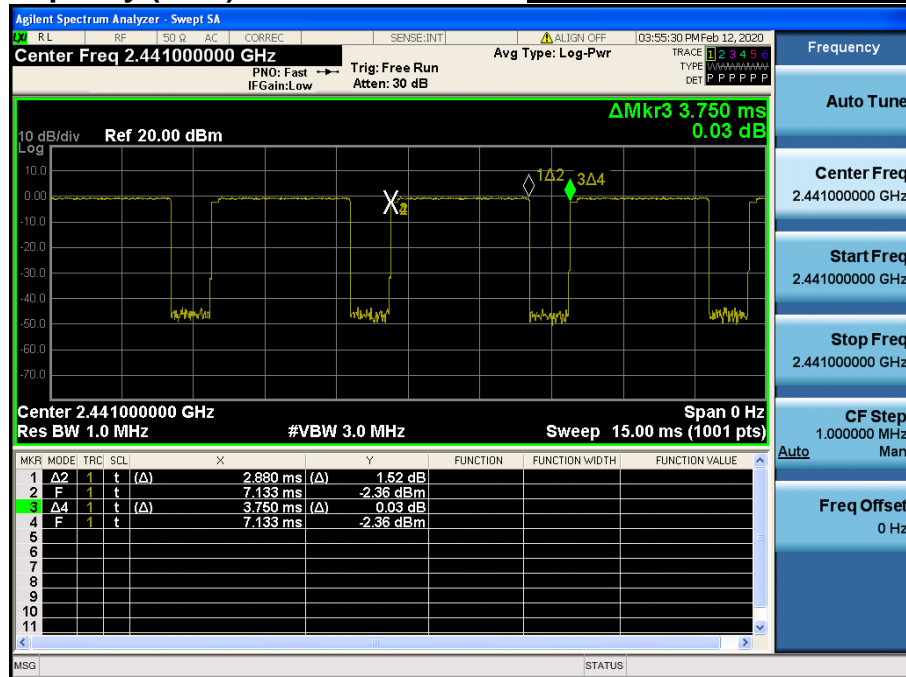 Agilent Spectrum Analyzer - Swept SA
LXI RL RF 50 Ω AC CORREC SENSE:INT ALIGN OFF 03:55:30 PM Feb 12, 2020
Center Freq 2.441000000 GHz
PNO: Fast
IFGain:Low
Trig: Free Run
Atten: 30 dB
Avg Type: Log-Pwr
TRACE 1 2 3 4 5 6
TYPE
DET P P P P P P
ΔMkr3 3.750 ms
0.03 dB
10 dB/div Ref 20.00 dBm
Log
10.0
0.00
-10.0
-20.0
-30.0
-40.0
-50.0
-60.0
-70.0
1Δ2
3Δ4
Center 2.441000000 GHz Span 0 Hz
Res BW 1.0 MHz #VBW 3.0 MHz Sweep 15.00 ms (1001 pts)
MKR MODE TRC SCL X Y FUNCTION FUNCTION WIDTH FUNCTION VALUE
1 Δ2 1 t (Δ) 2.880 ms (Δ) 1.52 dB
2 F 1 t 7.133 ms -2.36 dBm
3 Δ4 1 t (Δ) 3.750 ms (Δ) 0.03 dB
4 F 1 t 7.133 ms -2.36 dBm
5
6
7
8
9
10
11
MSG STATUS
Frequency
Auto Tune
Center Freq
2.441000000 GHz
Start Freq
2.441000000 GHz
Stop Freq
2.441000000 GHz
CF Step
1.000000 MHz
Auto Man
Freq Offset
0 Hz